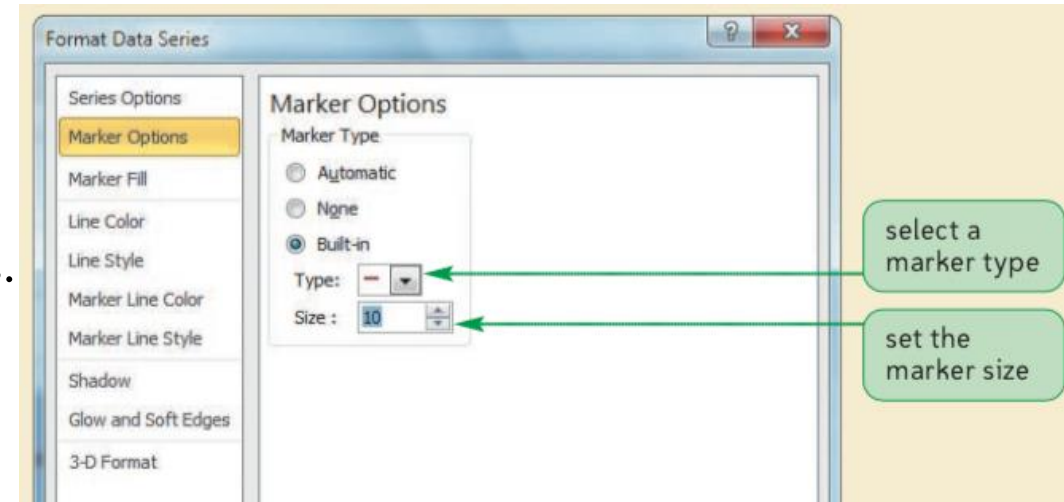 Format Data Series
Series Options
Marker Options
Marker Fill
Line Color
Line Style
Marker Line Color
Marker Line Style
Shadow
Glow and Soft Edges
3-D Format
Marker Options
Marker Type
Automatic
None
Built-in
Type:
Size :
10
select a
marker type
set the
marker size